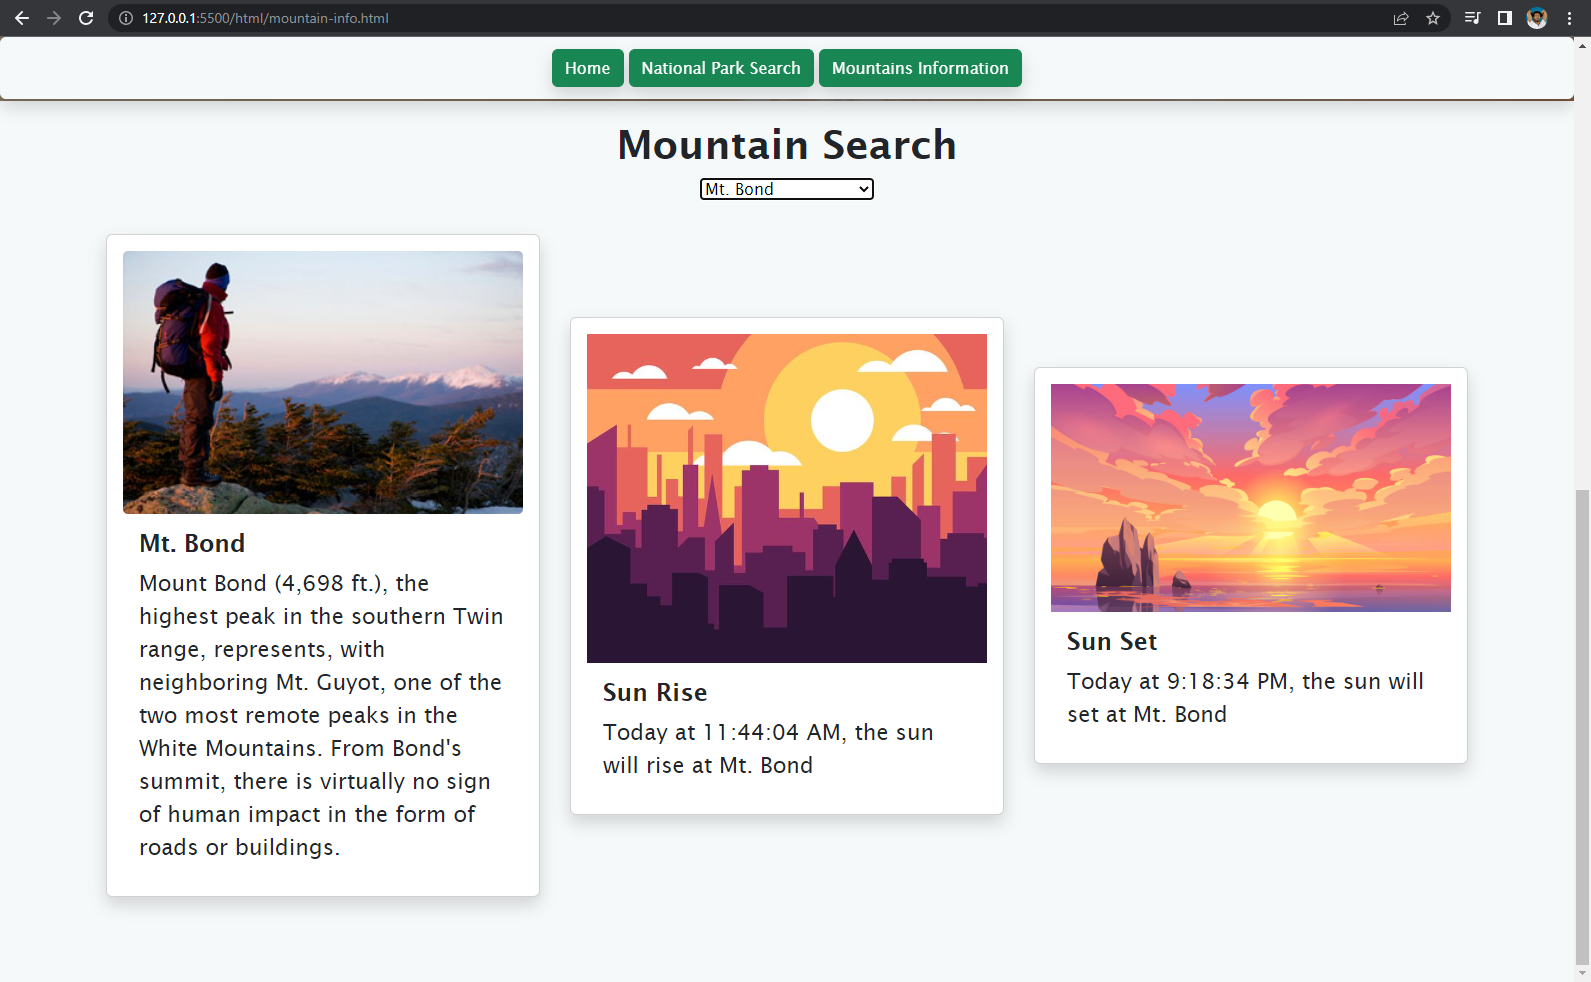 127.0.0.1:5500/html/mountain-info.html
Home National Park Search Mountains Information
Mountain Search
Mt. Bond
Mt. Bond
Mount Bond (4,698 ft.), the
highest peak in the southern Twin
range, represents, with
neighboring Mt. Guyot, one of the
two most remote peaks in the
White Mountains. From Bond's
summit, there is virtually no sign
of human impact in the form of
roads or buildings.
Sun Rise
Today at 11:44:04 AM, the sun
will rise at Mt. Bond
Sun Set
Today at 9:18:34 PM, the sun will
set at Mt. Bond